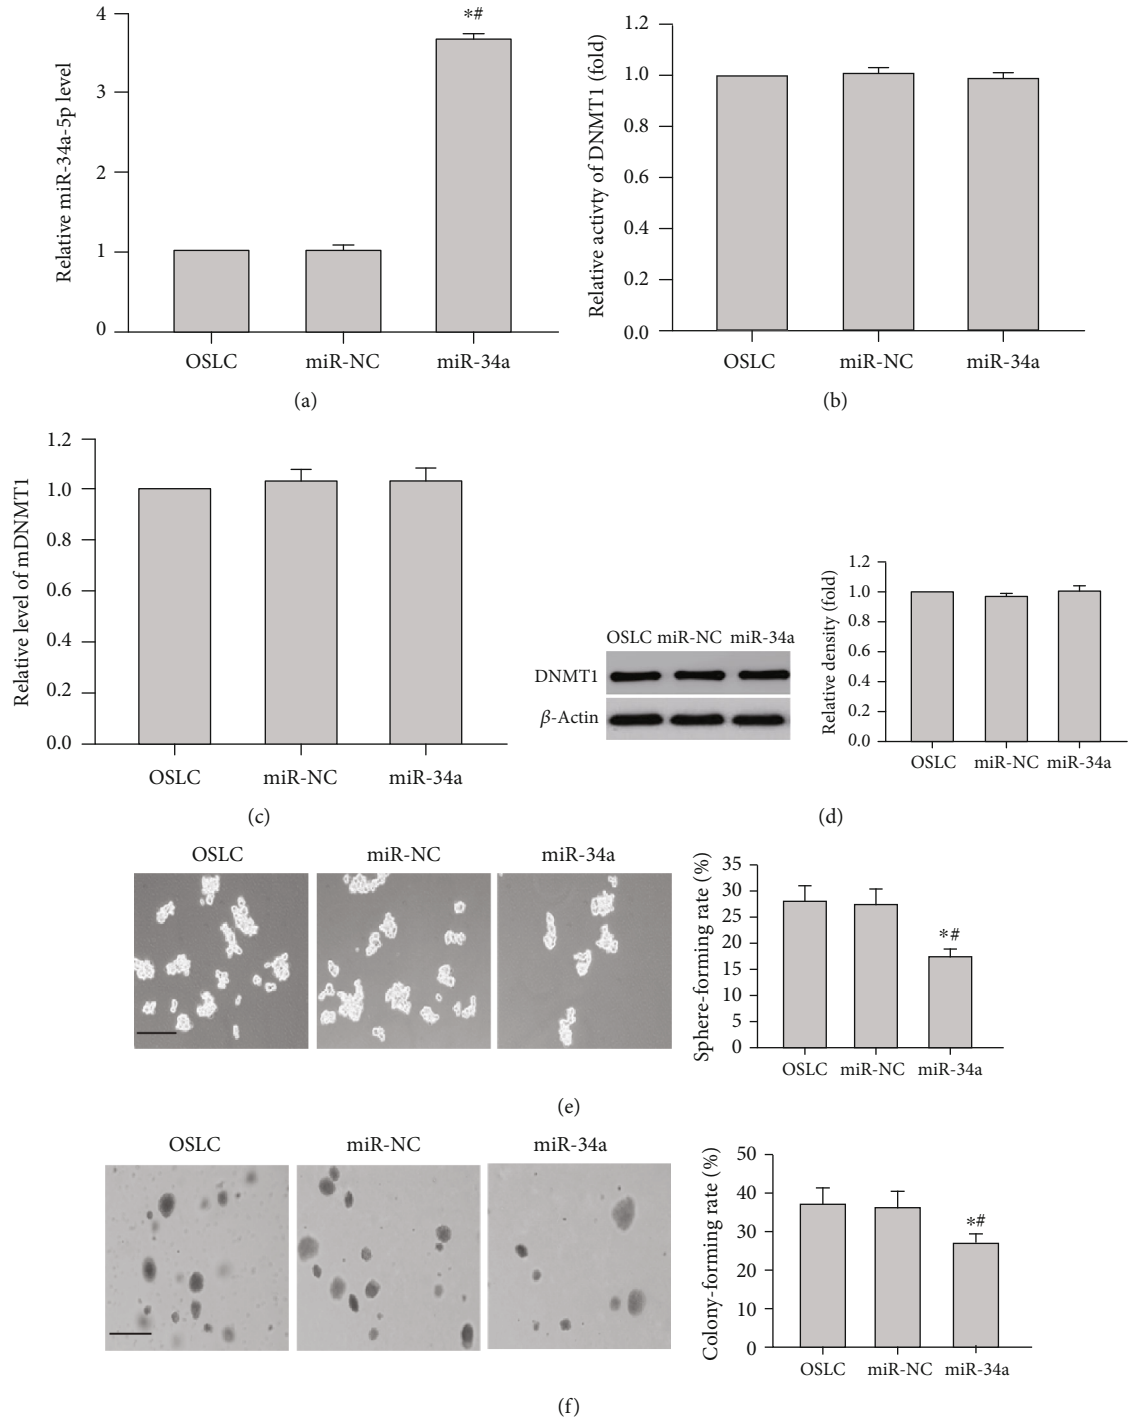 Relative miR-34a-5p level
4
3
2
1
0
*#
OSLC miR-NC miR-34a
(a)
Relative activty of DNMT1 (fold)
1.2
1.0
0.8
0.6
0.4
0.2
0.0
OSLC miR-NC miR-34a
(b)
Relative level of mDNMT1
1.2
1.0
0.8
0.6
0.4
0.2
0.0
OSLC miR-NC miR-34a
(c)
OSLC miR-NC miR-34a
DNMT1
β-Actin
Relative density (fold)
1.2
1.0
0.8
0.6
0.4
0.2
0.0
OSLC miR-NC miR-34a
(d)
OSLC miR-NC miR-34a
Sphere-forming rate (%)
35
30
25
20
15
10
5
0
*#
OSLC miR-NC miR-34a
(e)
OSLC miR-NC miR-34a
Colony-forming rate (%)
50
40
30
20
10
0
*#
OSLC miR-NC miR-34a
(f)